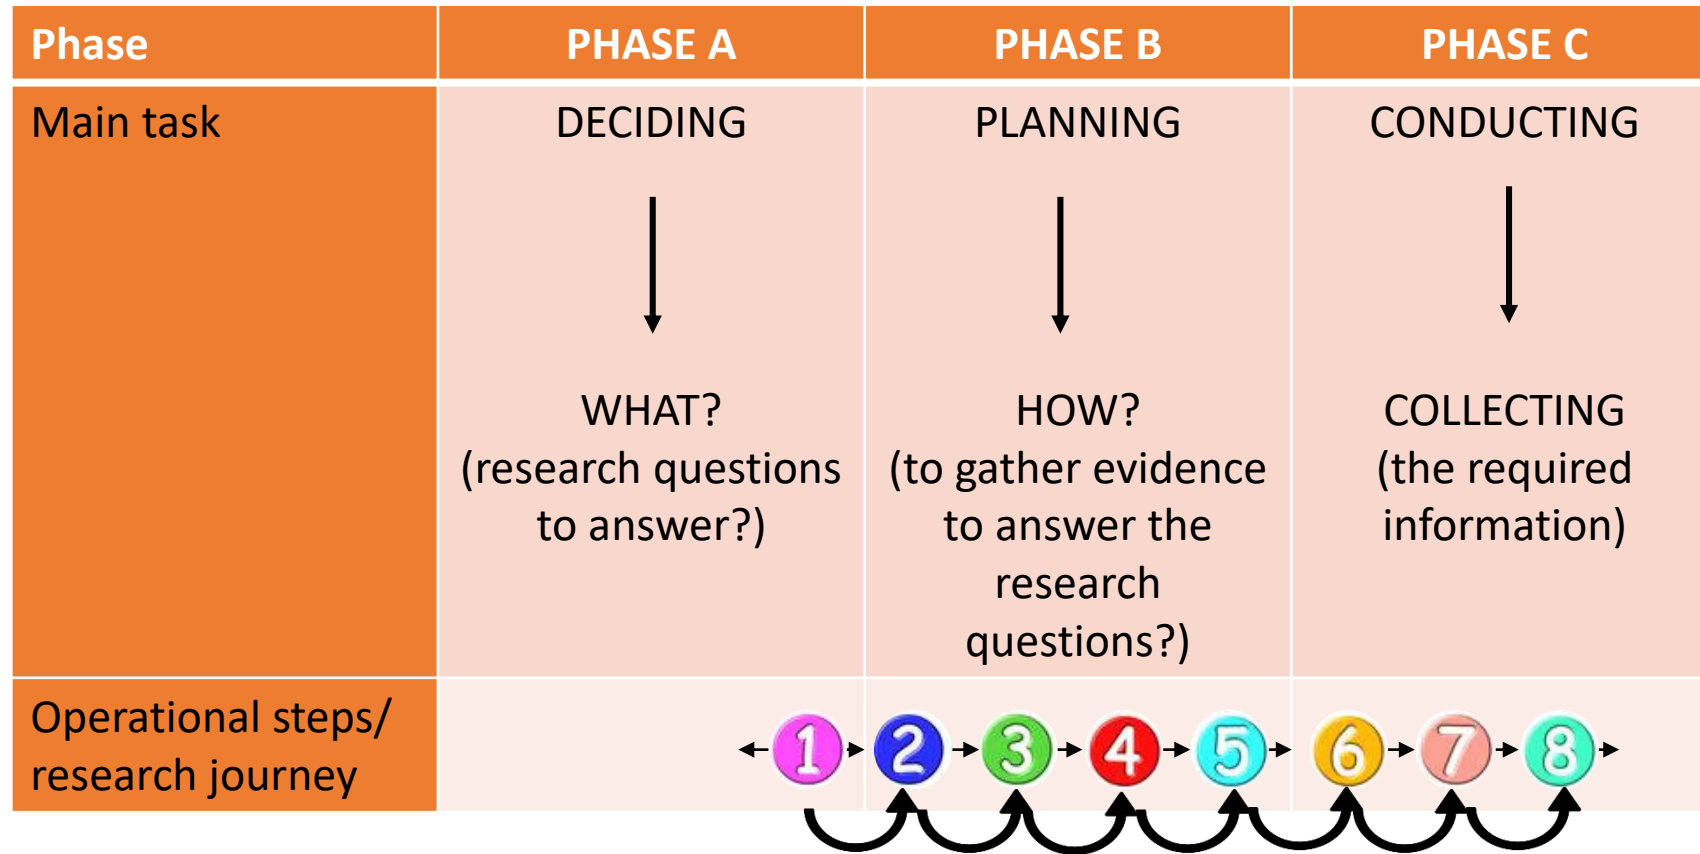 Phase
PHASE A
PHASE B
PHASE C
Main task
DECIDING
WHAT?
(research questions
to answer?)
PLANNING
HOW?
(to gather evidence
to answer the
research
questions?)
CONDUCTING
COLLECTING
(the required
information)
Operational steps/
research journey
1 2 3 4 5 6 7 8